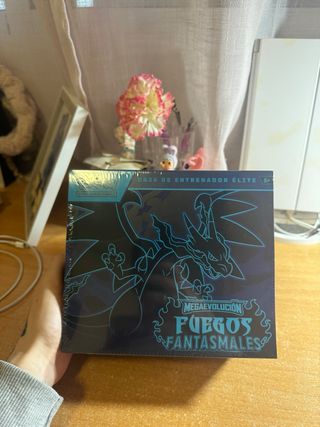 CAJA DE ENTRENADOR ÉLITE
MEGAEVOLUCIÓN
FUEGOS
FANTASMALES